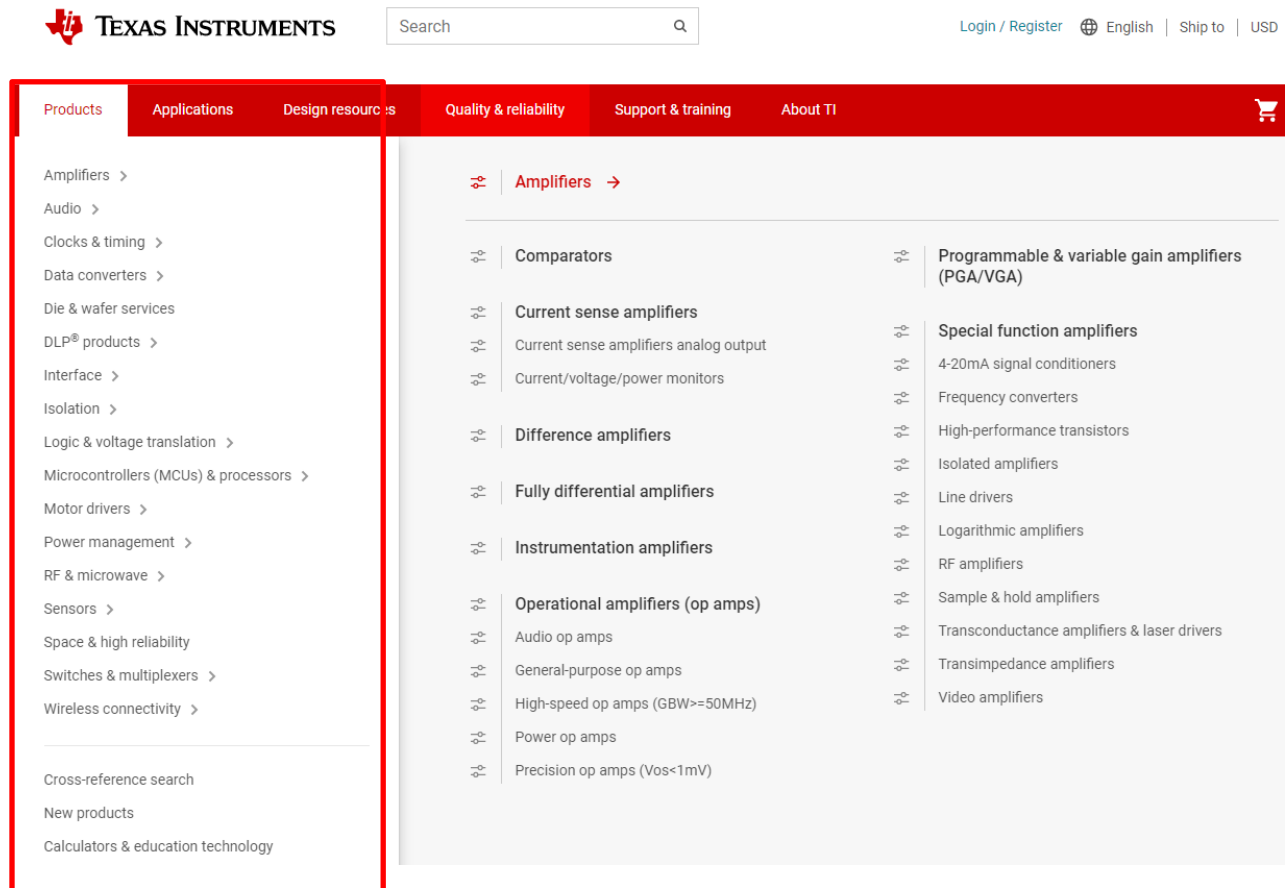 TEXAS INSTRUMENTS
Search
Login / Register English Ship to USD
Products Applications Design resources Quality & reliability Support & training About TI
Amplifiers
Audio
Clocks & timing
Data converters
Die & wafer services
DLP® products
Interface
Isolation
Logic & voltage translation
Microcontrollers (MCUs) & processors
Motor drivers
Power management
RF & microwave
Sensors
Space & high reliability
Switches & multiplexers
Wireless connectivity
Cross-reference search
New products
Calculators & education technology
Amplifiers
Comparators
Current sense amplifiers
Current sense amplifiers analog output
Current/voltage/power monitors
Difference amplifiers
Fully differential amplifiers
Instrumentation amplifiers
Operational amplifiers (op amps)
Audio op amps
General-purpose op amps
High-speed op amps (GBW>=50MHz)
Power op amps
Precision op amps (Vos<1mV)
Programmable & variable gain amplifiers
(PGA/VGA)
Special function amplifiers
4-20mA signal conditioners
Frequency converters
High-performance transistors
Isolated amplifiers
Line drivers
Logarithmic amplifiers
RF amplifiers
Sample & hold amplifiers
Transconductance amplifiers & laser drivers
Transimpedance amplifiers
Video amplifiers